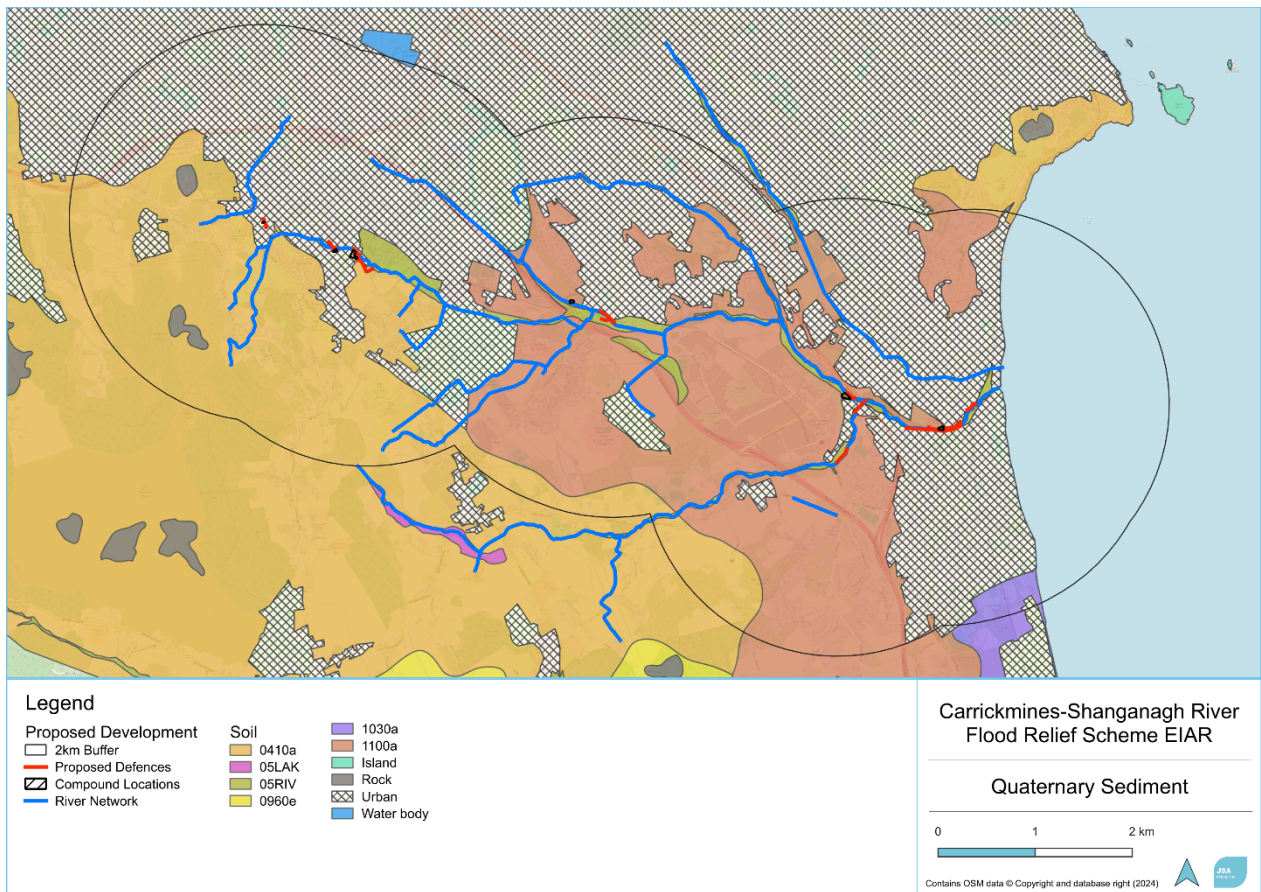 Legend
Proposed Development
2km Buffer
Proposed Defences
Compound Locations
River Network
Soil
0410a
05LAK
05RIV
0960e
1030a
1100a
Island
Rock
Urban
Water body
Carrickmines-Shanganagh River
Flood Relief Scheme EIAR
Quaternary Sediment
0 1 2 km
Contains OSM data © Copyright and database right (2024)
JBA